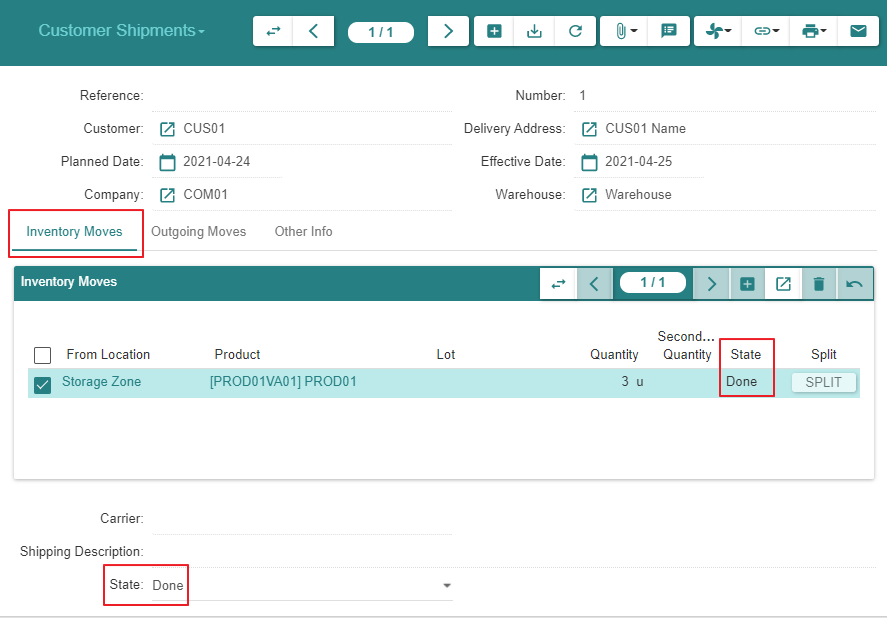 Customer Shipments
1 / 1
Reference:
Number: 1
Customer: CUS01
Delivery Address: CUS01 Name
Planned Date: 2021-04-24
Effective Date: 2021-04-25
Company: COM01
Warehouse: Warehouse
Inventory Moves Outgoing Moves Other Info
Inventory Moves
1 / 1
From Location Product Lot Quantity Second... Quantity State Split
Storage Zone [PROD01VA01] PROD01 3 u Done SPLIT
Carrier:
Shipping Description:
State: Done